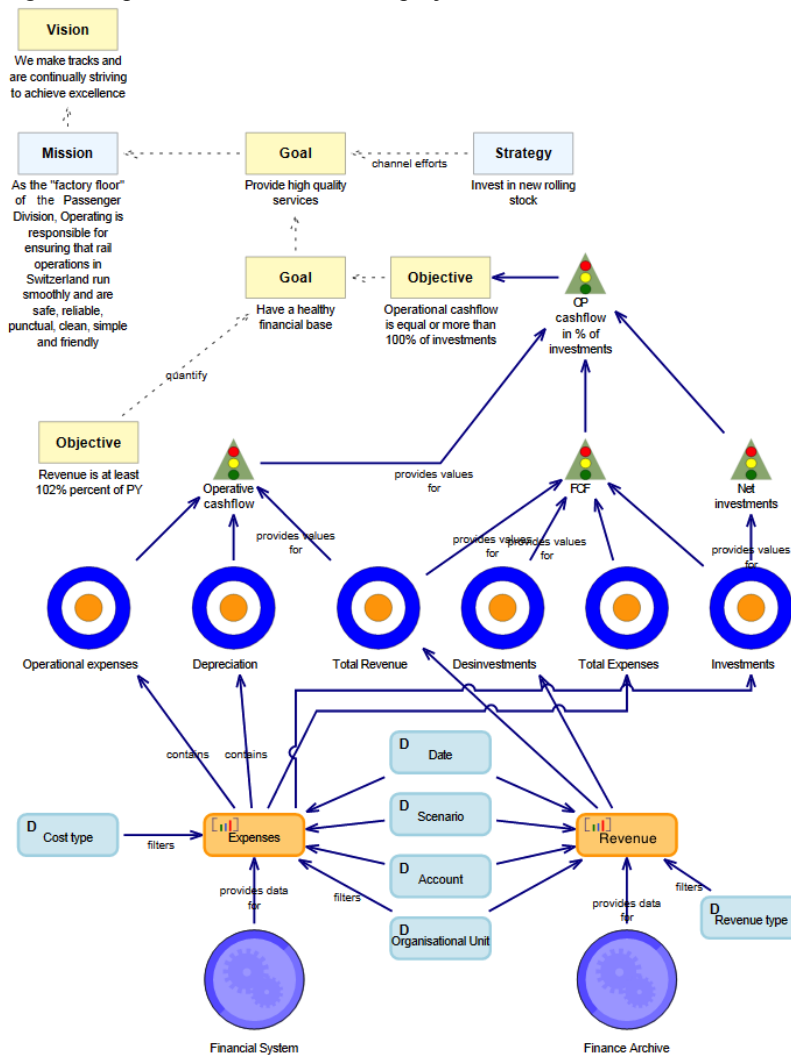 Vision
We make tracks and
are continually striving
to achieve excellence
Mission
Goal
Strategy
channel efforts
As the "factory floor"
of the Passenger
Division, Operating is
responsible for
ensuring that rail
operations in
Switzerland run
smoothly and are
safe, reliable,
punctual, clean, simple
and friendly
Provide high quality
services
Invest in new rolling
stock
Goal
Objective
Have a healthy
financial base
Operational cashflow
is equal or more than
100% of investments
OP
cashflow
in % of
investments
quantify
Objective
Revenue is at least
102% percent of PY
Operative
cashflow
provides values
for
FCF
Net
investments
provides values
for
provides values
for
provides values
for
provides values
for
Operational expenses
Depreciation
Total Revenue
Desinvestments
Total Expenses
Investments
contains
contains
D
Date
D
Cost type
filters
Expenses
D
Scenario
Revenue
D
Account
provides data
for
filters
D
Organisational Unit
provides data
for
filters
D
Revenue type
Financial System
Finance Archive